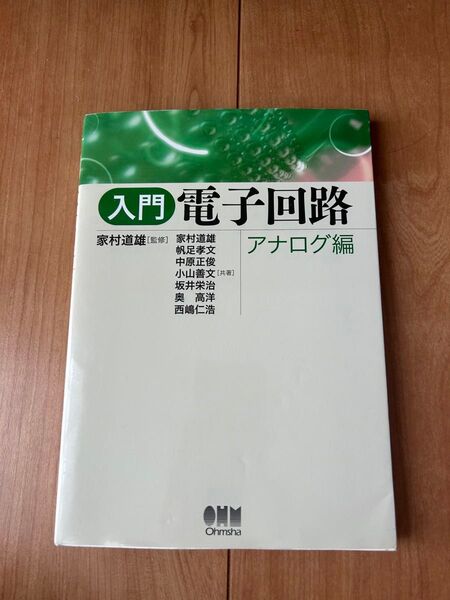 入門 電子回路
アナログ編
家村道雄[監修]
家村道雄
帆足孝文
中原正俊
小山善文[共著]
坂井栄治
奥 高洋
西嶋仁浩
OHM
Ohmsha